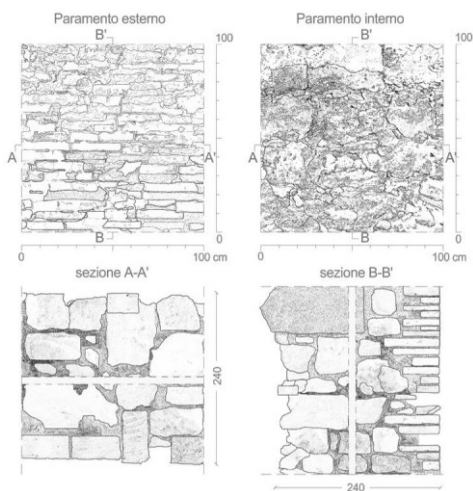 Paramento esterno
B'
100
A
A'
0
B
0
100 cm
Paramento interno
B'
100
A
A'
0
B
0
100 cm
sezione A-A'
240
sezione B-B'
240